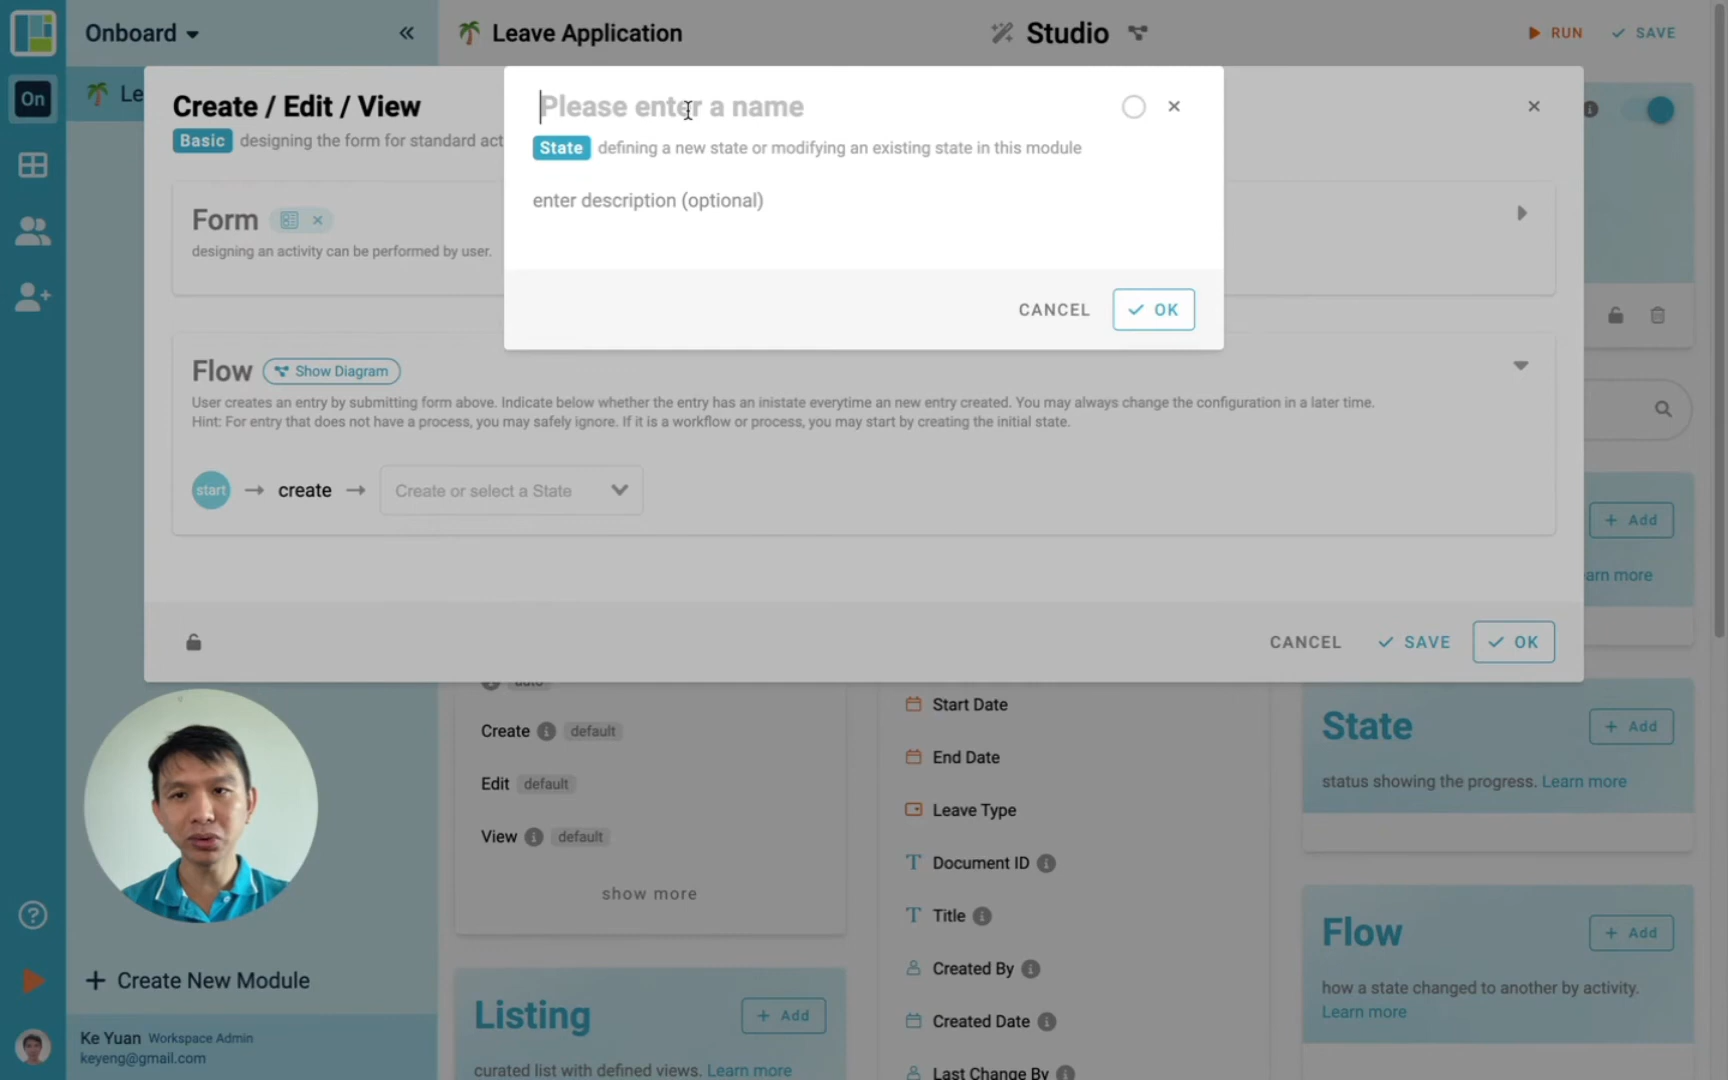 Onboard
Leave Application
Studio
RUN
SAVE
On
Le
Create / Edit / View
Basic designing the form for standard act
Please enter a name
State defining a new state or modifying an existing state in this module
enter description (optional)
CANCEL
OK
Form
designing an activity can be performed by user.
Flow
Show Diagram
User creates an entry by submitting form above. Indicate below whether the entry has an inistate everytime an new entry created. You may always change the configuration in a later time.
Hint: For entry that does not have a process, you may safely ignore. If it is a workflow or process, you may start by creating the initial state.
start
create
Create or select a State
+ Add
arn more
CANCEL
SAVE
OK
auto
Create default
Edit default
View default
show more
Listing
+ Add
curated list with defined views. Learn more
Start Date
End Date
Leave Type
Document ID
Title
Created By
Created Date
Last Change By
State
+ Add
status showing the progress. Learn more
Flow
+ Add
how a state changed to another by activity.
Learn more
+ Create New Module
Ke Yuan Workspace Admin
keyeng@gmail.com